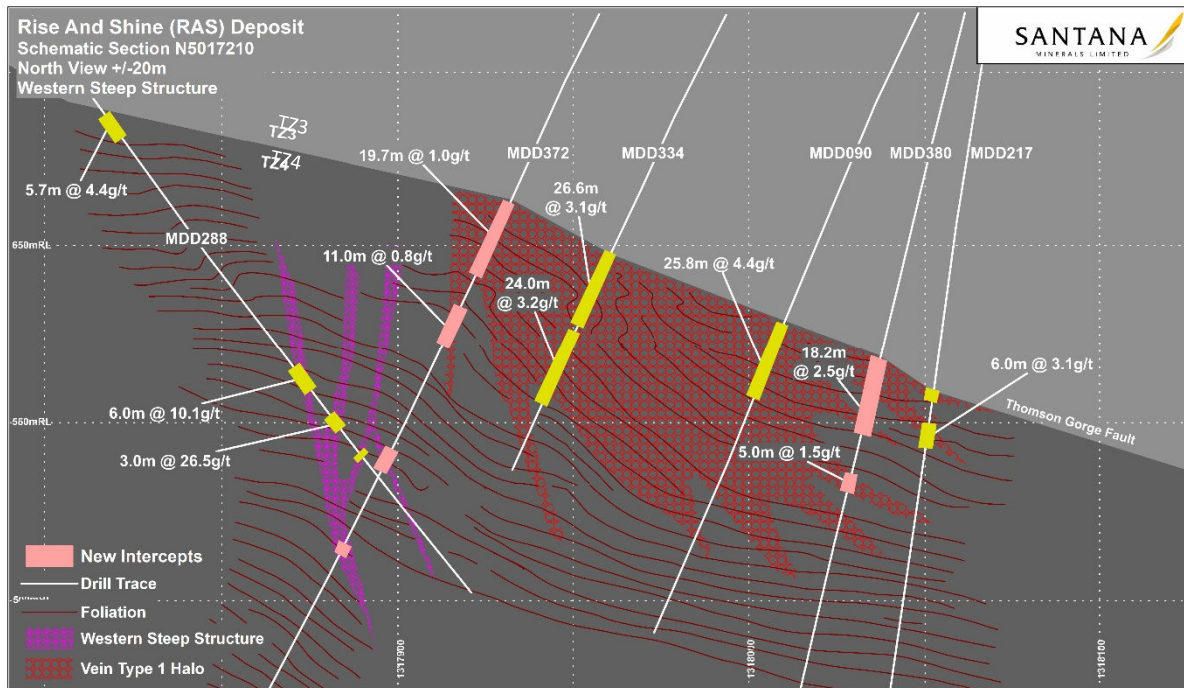 Rise And Shine (RAS) Deposit
Schematic Section N5017210
North View +/-20m
Western Steep Structure
SANTANA
MINERALS LIMITED
TZ3
TZ3
TZ4
TZ4
5.7m @ 4.4g/t
MDD288
19.7m @ 1.0g/t
MDD372
MDD334
MDD090
MDD380
MDD217
26.6m
@ 3.1g/t
650mRL
11.0m @ 0.8g/t
24.0m
@ 3.2g/t
25.8m @ 4.4g/t
18.2m
@ 2.5g/t
6.0m @ 3.1g/t
6.0m @ 10.1g/t
560mRL
Thomson Gorge Fault
3.0m @ 26.5g/t
5.0m @ 1.5g/t
New Intercepts
Drill Trace
Foliation
Western Steep Structure
Vein Type 1 Halo
1317900
1318100